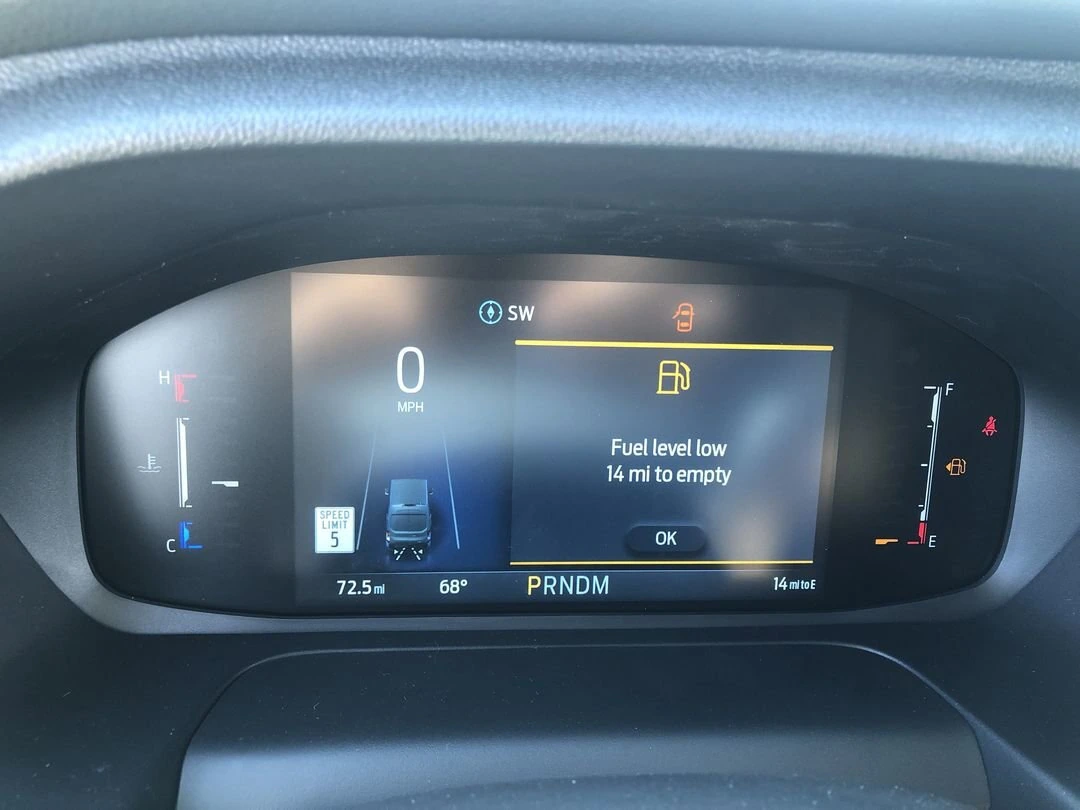 SW
0
MPH
H
C
SPEED
LIMIT
5
Fuel level low
14 mi to empty
OK
F
E
72.5 mi
68°
PRNDM
14 mi to E